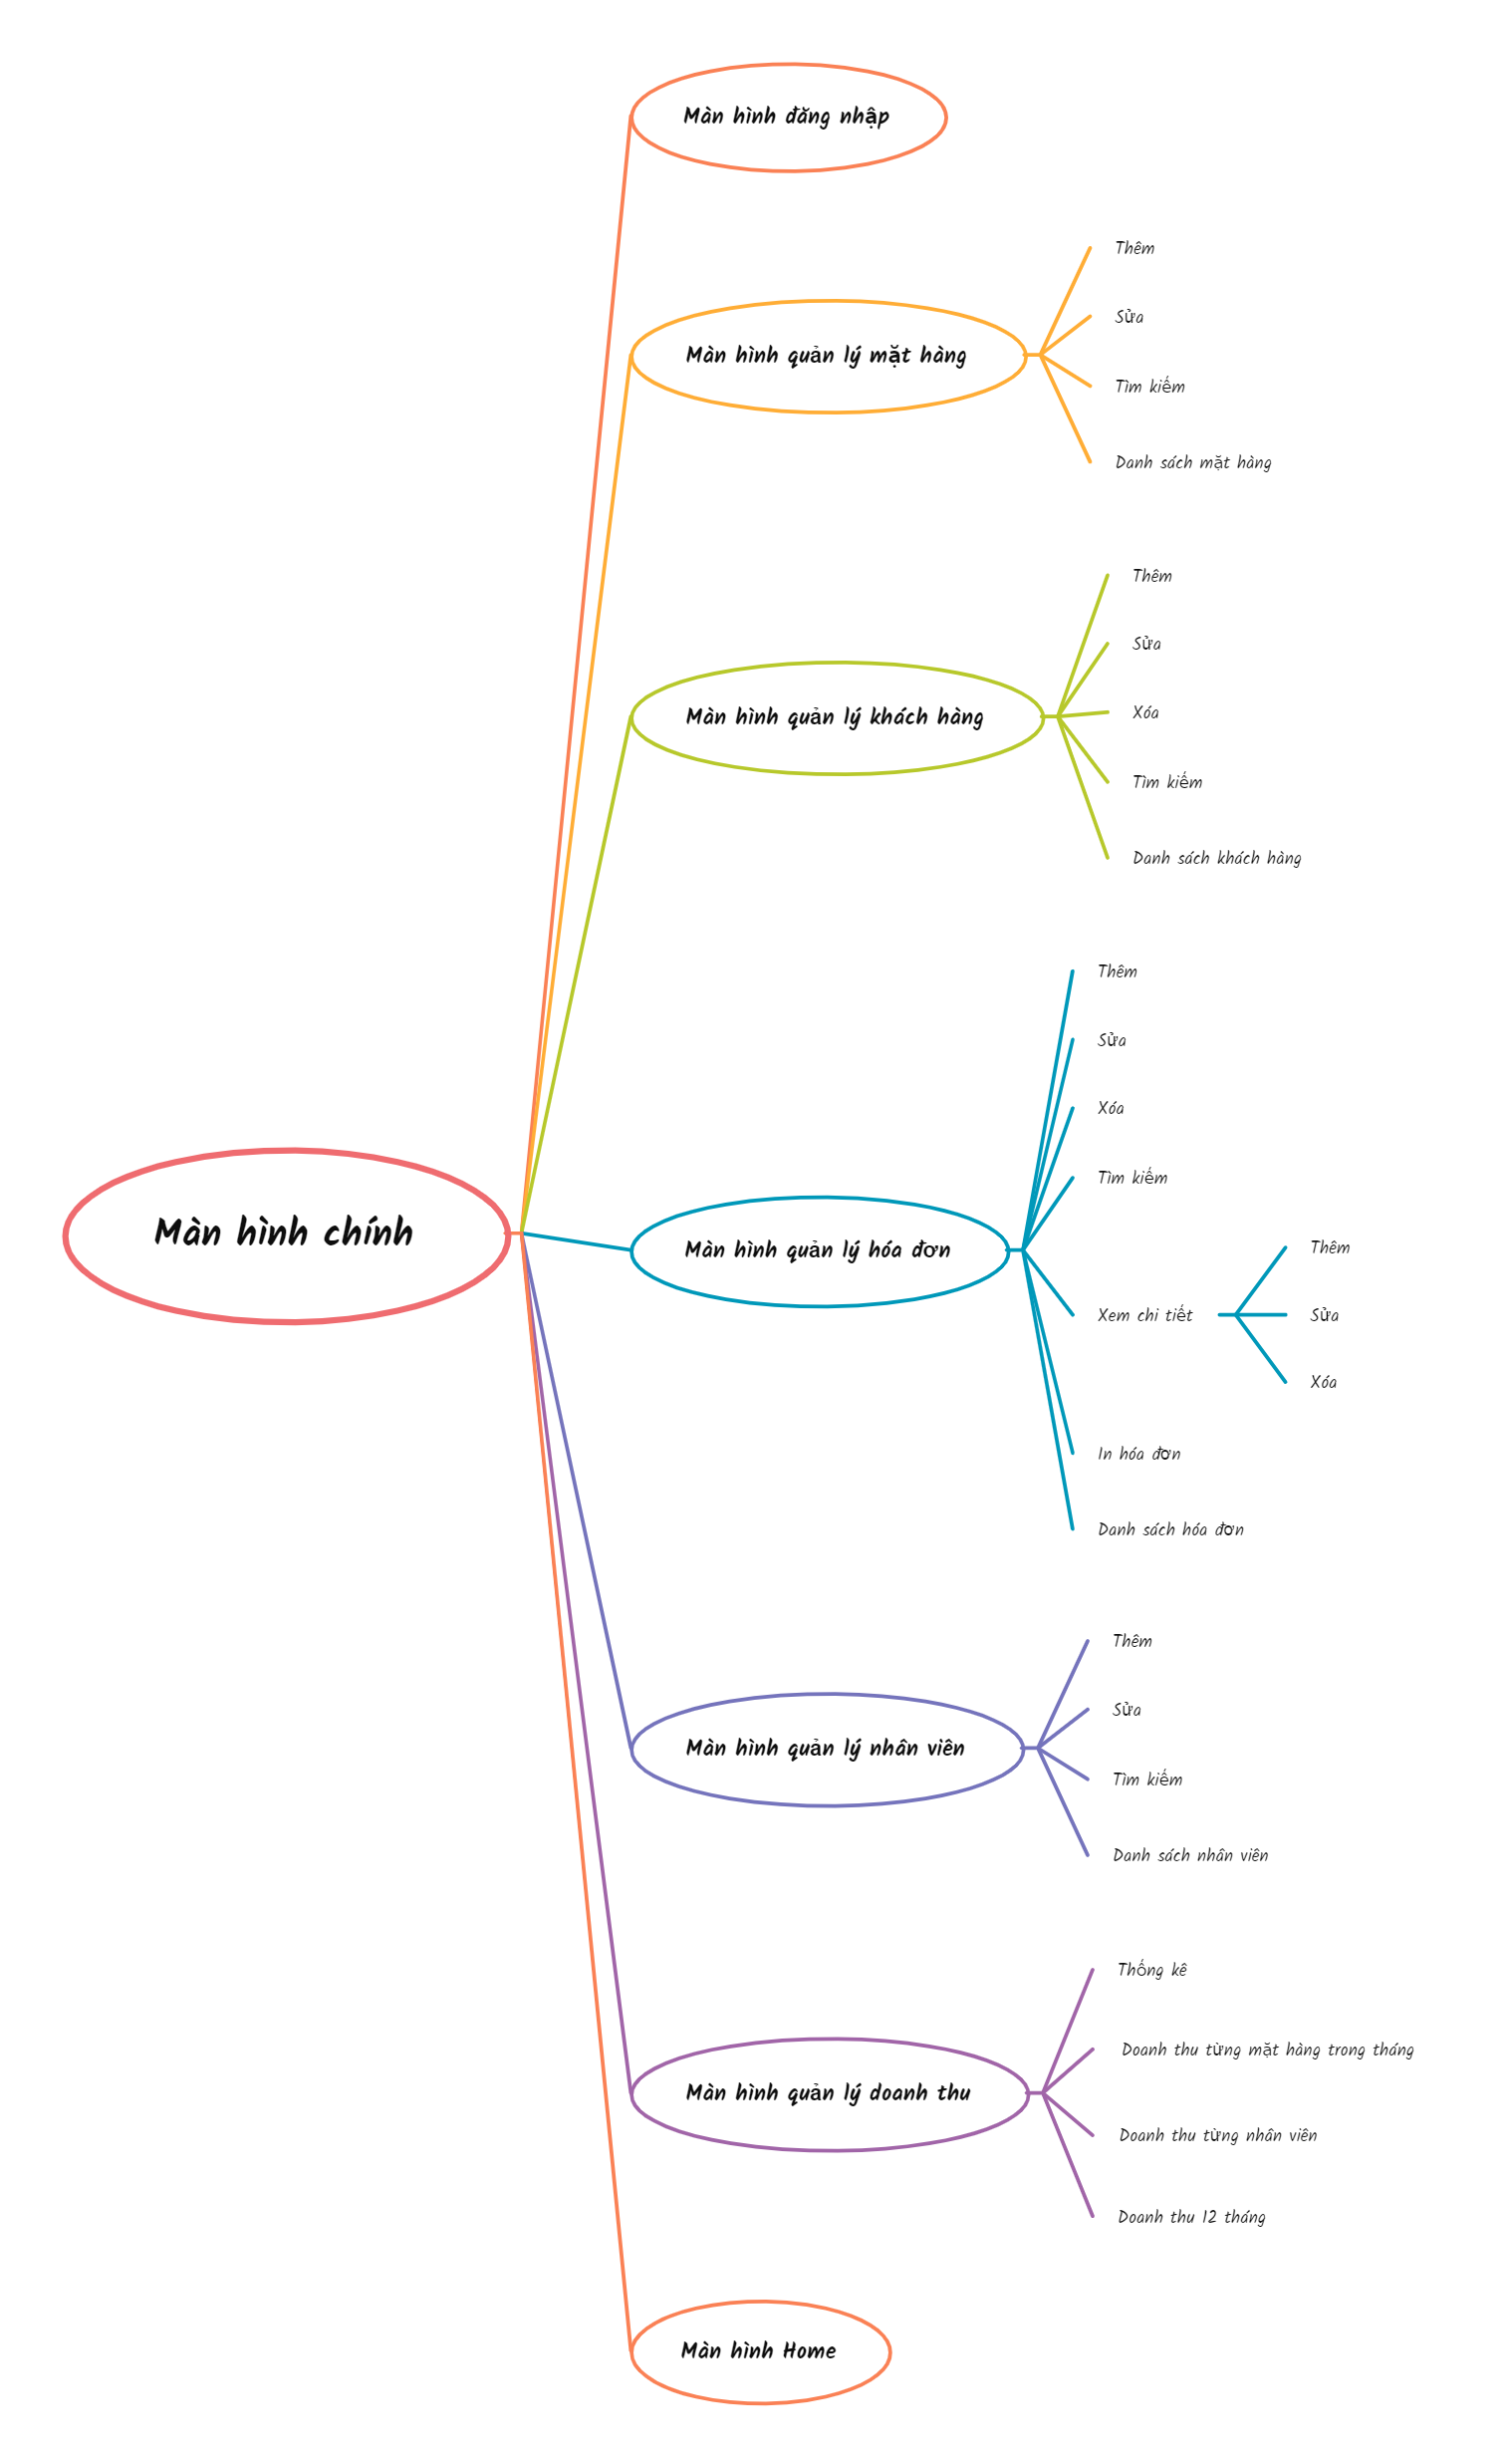 Màn hình đăng nhập
Thêm
Sửa
Màn hình quản lý mặt hàng
Tìm kiếm
Danh sách mặt hàng
Thêm
Sửa
Xóa
Màn hình quản lý khách hàng
Tìm kiếm
Danh sách khách hàng
Thêm
Sửa
Xóa
Tìm kiếm
Màn hình chính
Màn hình quản lý hóa đơn
Thêm
Xem chi tiết
Sửa
Xóa
In hóa đơn
Danh sách hóa đơn
Thêm
Sửa
Màn hình quản lý nhân viên
Tìm kiếm
Danh sách nhân viên
Thống kê
Doanh thu từng mặt hàng trong tháng
Màn hình quản lý doanh thu
Doanh thu từng nhân viên
Doanh thu 12 tháng
Màn hình Home